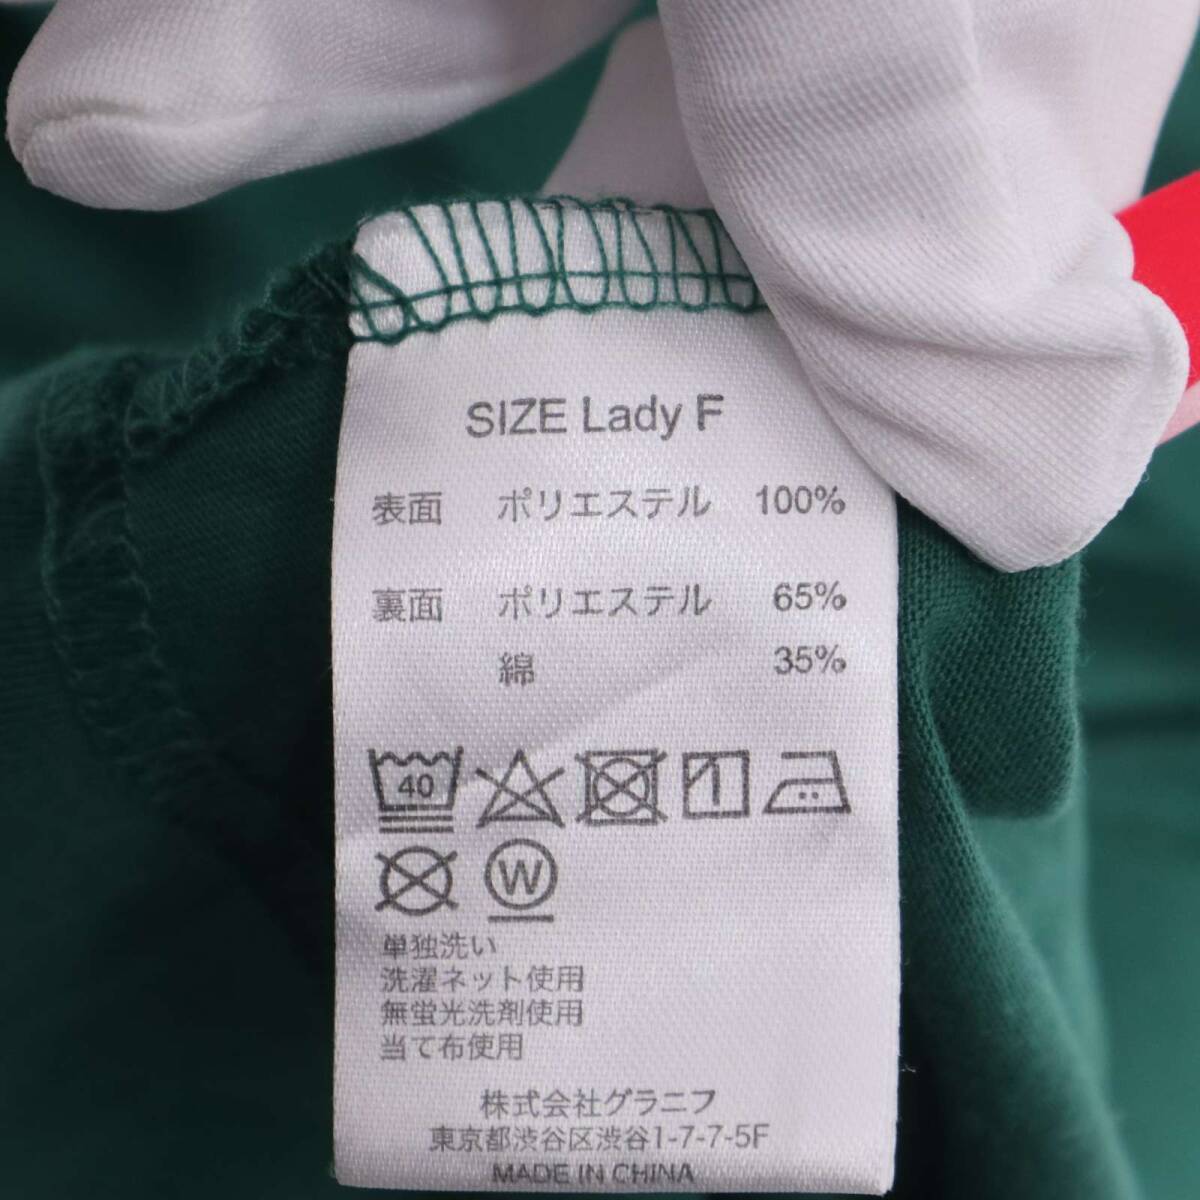 SIZE Lady F
表面 ポリエステル 100%
裏面 ポリエステル 65%
綿 35%
40
W
単独洗い
洗濯ネット使用
無蛍光洗剤使用
当て布使用
株式会社グラニフ
東京都渋谷区渋谷1-7-7-5F
MADE IN CHINA